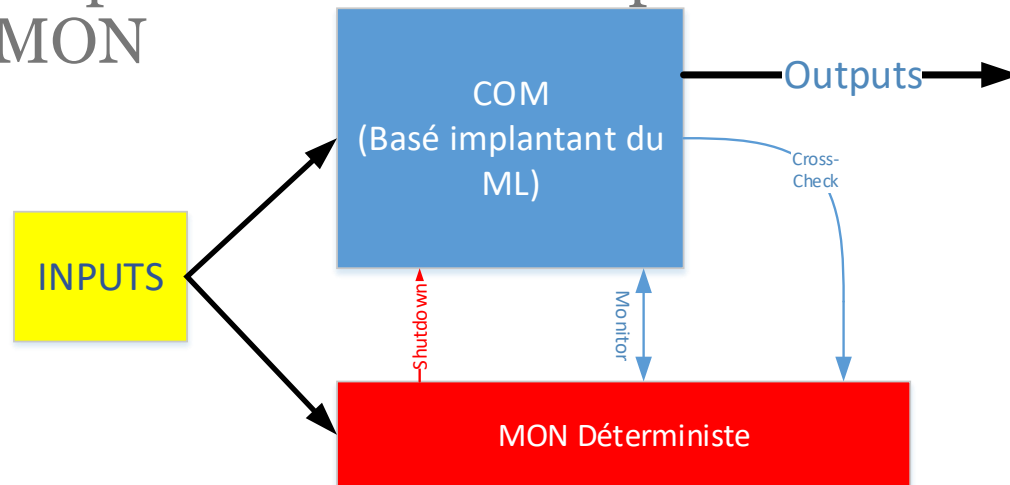 MON
COM
(Basé implantant du
ML)
Outputs
Cross-
Check
INPUTS
Shutdown
Monitor
MON Déterministe